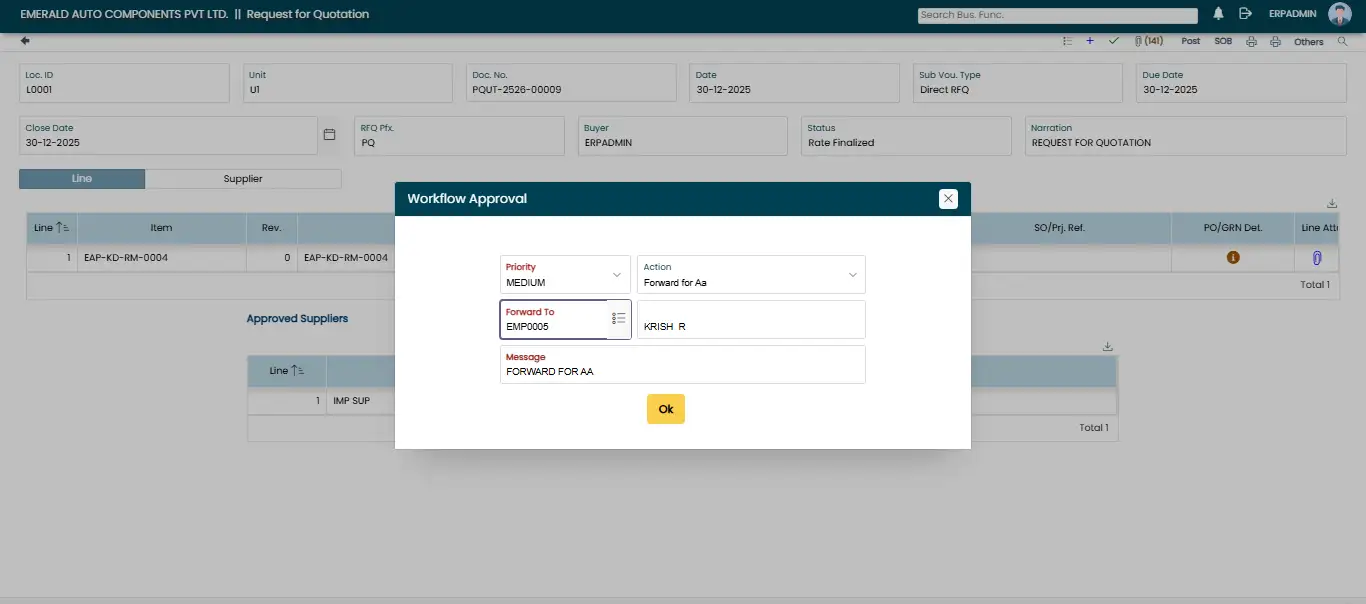 EMERALD AUTO COMPONENTS PVT LTD. || Request for Quotation
Search Bus. Func.
ERPADMIN
(141) Post SOB Others
Loc. ID
L0001
Unit
U1
Doc. No.
PQUT-2526-00009
Date
30-12-2025
Sub Vou. Type
Direct RFQ
Due Date
30-12-2025
Close Date
30-12-2025
RFQ Pfx.
PQ
Buyer
ERPADMIN
Status
Rate Finalized
Narration
REQUEST FOR QUOTATION
Line Supplier
Workflow Approval
Line Item Rev. SO/Prj. Ref. PO/GRN Det. Line Att
1 EAP-KD-RM-0004 0 EAP-KD-RM-0004
Total 1
Priority
MEDIUM
Action
Forward for Aa
Forward To
EMP0005
KRISH R
Message
FORWARD FOR AA
Ok
Approved Suppliers
Line
1 IMP SUP
Total 1